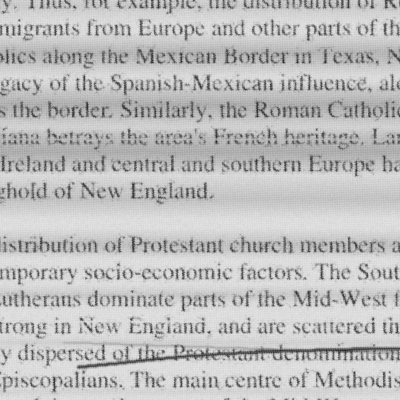 y. Thus, for example, the distribution of R
migrants from Europe and other parts of th
olics along the Mexican Border in Texas, N
gacy of the Spanish-Mexican influence, al
s the border. Similarly, the Roman Catholi
iana betrays the area's French heritage. La
Ireland and central and southern Europe ha
ghold of New England.
distribution of Protestant church members a
mporary socio-economic factors. The Sout
utherans dominate parts of the Mid-West
trong in New England, and are scattered th
y dispersed of the Protestant denomination
Episcopalians. The main centre of Methodis